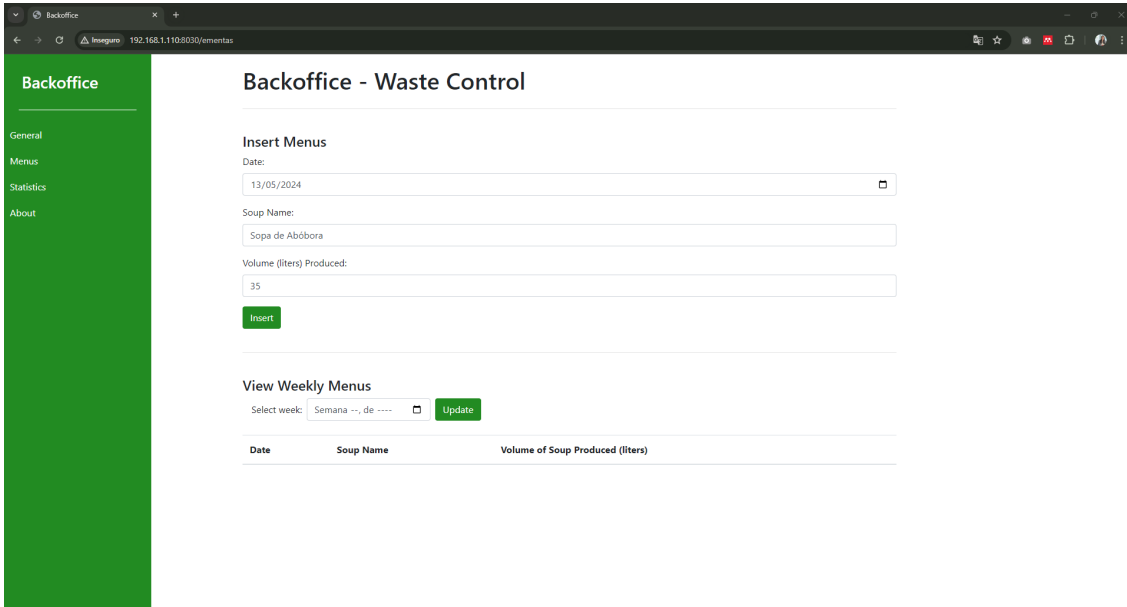 Backoffice
Inseguro 192.168.1.110:8030/ementas
Backoffice
General
Menus
Statistics
About
Backoffice - Waste Control
Insert Menus
Date:
13/05/2024
Soup Name:
Sopa de Abóbora
Volume (liters) Produced:
35
Insert
View Weekly Menus
Select week: Semana --, de ---- Update
Date Soup Name Volume of Soup Produced (liters)